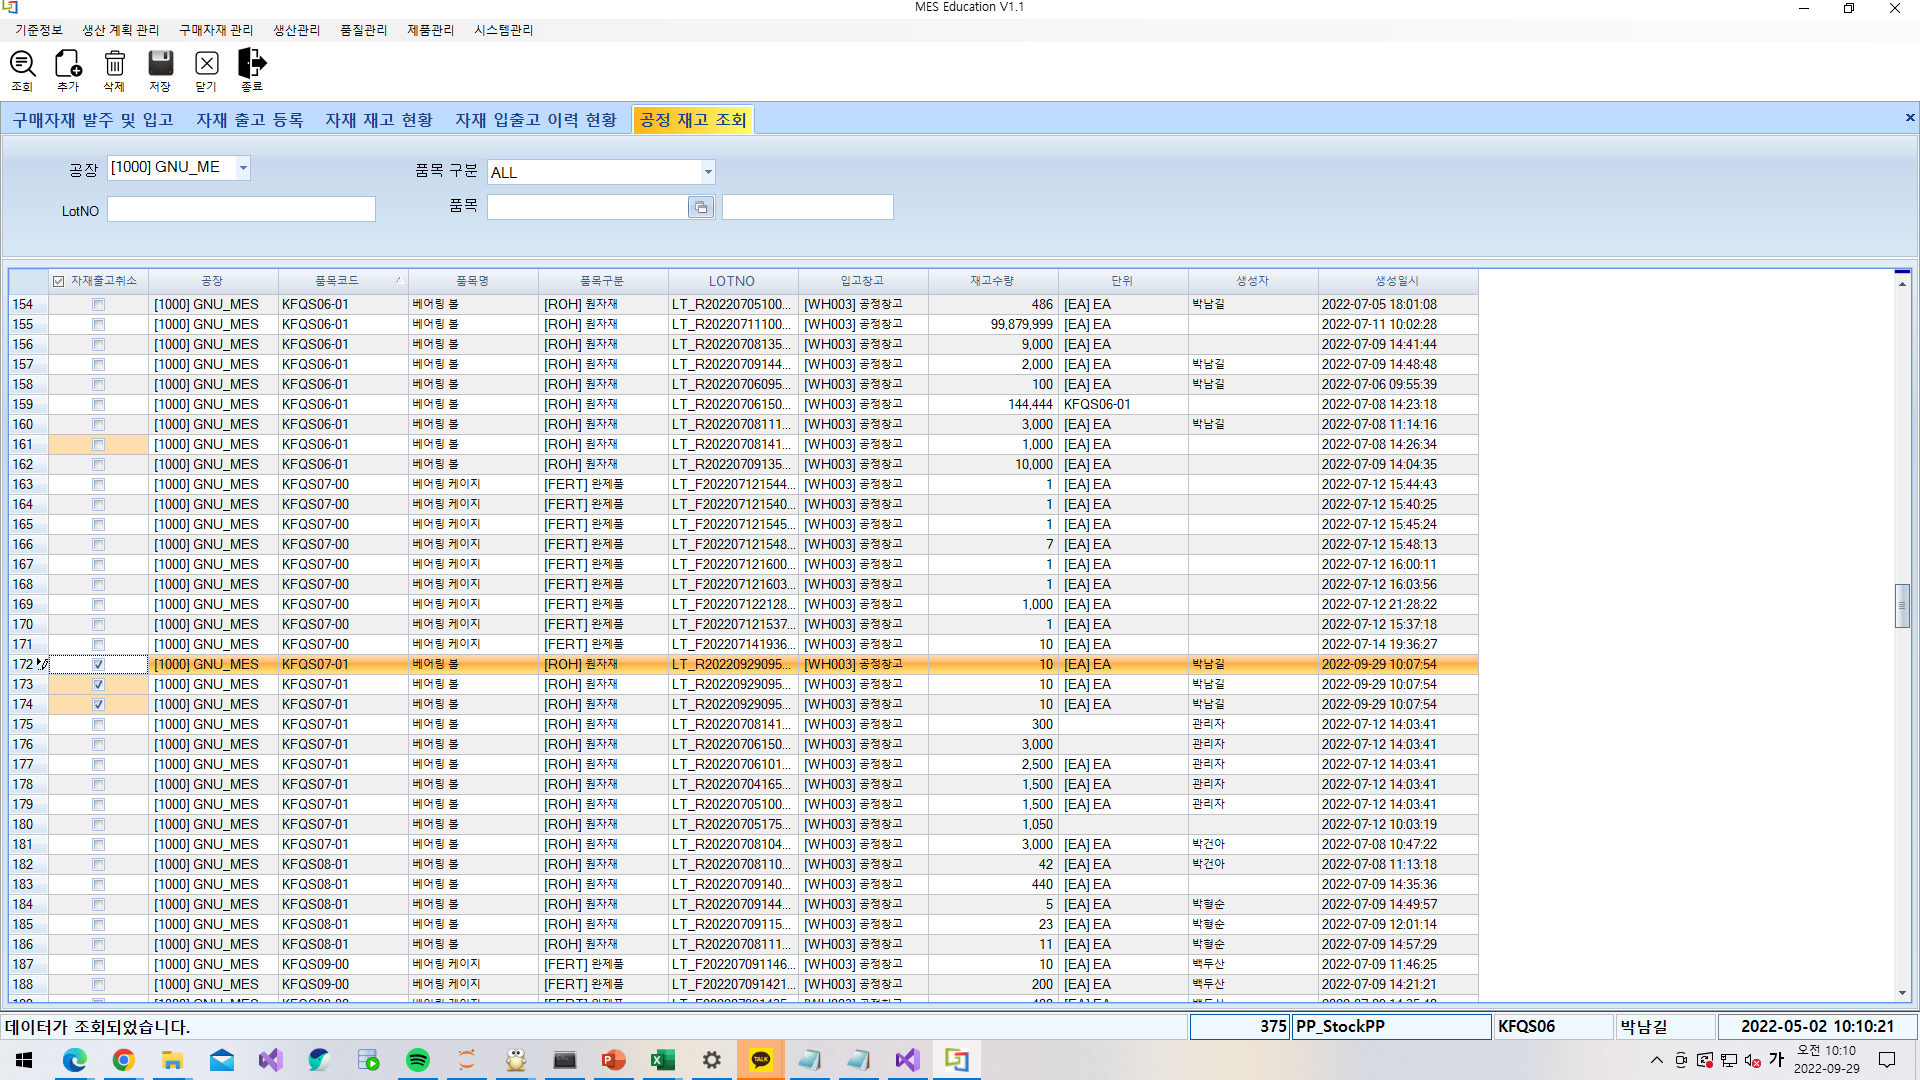 MES Education V1.1
기준정보 생산 계획 관리 구매자재 관리 생산관리 품질관리 제품관리 시스템관리
조회 추가 삭제 저장 닫기 종료
구매자재 발주 및 입고 자재 출고 등록 자재 재고 현황 자재 입출고 이력 현황 공정 재고 조회
공장 [1000] GNU_ME 품목 구분 ALL
LotNO 품목
자재출고취소 공장 품목코드 품목명 품목구분 LOTNO 입고창고 재고수량 단위 생성자 생성일시
154 [1000] GNU_MES KFQS06-01 베어링 볼 [ROH] 원자재 LT_R20220705100... [WH003] 공정창고 486 [EA] EA 박남길 2022-07-05 18:01:08
155 [1000] GNU_MES KFQS06-01 베어링 볼 [ROH] 원자재 LT_R20220711100... [WH003] 공정창고 99,879,999 [EA] EA 2022-07-11 10:02:28
156 [1000] GNU_MES KFQS06-01 베어링 볼 [ROH] 원자재 LT_R20220708135... [WH003] 공정창고 9,000 [EA] EA 2022-07-09 14:41:44
157 [1000] GNU_MES KFQS06-01 베어링 볼 [ROH] 원자재 LT_R20220709144... [WH003] 공정창고 2,000 [EA] EA 박남길 2022-07-09 14:48:48
158 [1000] GNU_MES KFQS06-01 베어링 볼 [ROH] 원자재 LT_R20220706095... [WH003] 공정창고 100 [EA] EA 박남길 2022-07-06 09:55:39
159 [1000] GNU_MES KFQS06-01 베어링 볼 [ROH] 원자재 LT_R20220706150... [WH003] 공정창고 144,444 KFQS06-01 2022-07-08 14:23:18
160 [1000] GNU_MES KFQS06-01 베어링 볼 [ROH] 원자재 LT_R20220708111... [WH003] 공정창고 3,000 [EA] EA 박남길 2022-07-08 11:14:16
161 [1000] GNU_MES KFQS06-01 베어링 볼 [ROH] 원자재 LT_R20220708141... [WH003] 공정창고 1,000 [EA] EA 2022-07-08 14:26:34
162 [1000] GNU_MES KFQS06-01 베어링 볼 [ROH] 원자재 LT_R20220709135... [WH003] 공정창고 10,000 [EA] EA 2022-07-09 14:04:35
163 [1000] GNU_MES KFQS07-00 베어링 케이지 [FERT] 완제품 LT_F202207121544... [WH003] 공정창고 1 [EA] EA 2022-07-12 15:44:43
164 [1000] GNU_MES KFQS07-00 베어링 케이지 [FERT] 완제품 LT_F202207121540... [WH003] 공정창고 1 [EA] EA 2022-07-12 15:40:25
165 [1000] GNU_MES KFQS07-00 베어링 케이지 [FERT] 완제품 LT_F202207121545... [WH003] 공정창고 1 [EA] EA 2022-07-12 15:45:24
166 [1000] GNU_MES KFQS07-00 베어링 케이지 [FERT] 완제품 LT_F202207121548... [WH003] 공정창고 7 [EA] EA 2022-07-12 15:48:13
167 [1000] GNU_MES KFQS07-00 베어링 케이지 [FERT] 완제품 LT_F202207121600... [WH003] 공정창고 1 [EA] EA 2022-07-12 16:00:11
168 [1000] GNU_MES KFQS07-00 베어링 케이지 [FERT] 완제품 LT_F202207121603... [WH003] 공정창고 1 [EA] EA 2022-07-12 16:03:56
169 [1000] GNU_MES KFQS07-00 베어링 케이지 [FERT] 완제품 LT_F202207122128... [WH003] 공정창고 1,000 [EA] EA 2022-07-12 21:28:22
170 [1000] GNU_MES KFQS07-00 베어링 케이지 [FERT] 완제품 LT_F202207121537... [WH003] 공정창고 1 [EA] EA 2022-07-12 15:37:18
171 [1000] GNU_MES KFQS07-00 베어링 케이지 [FERT] 완제품 LT_F202207141936... [WH003] 공정창고 10 [EA] EA 2022-07-14 19:36:27
172 [1000] GNU_MES KFQS07-01 베어링 볼 [ROH] 원자재 LT_R20220929095... [WH003] 공정창고 10 [EA] EA 박남길 2022-09-29 10:07:54
173 [1000] GNU_MES KFQS07-01 베어링 볼 [ROH] 원자재 LT_R20220929095... [WH003] 공정창고 10 [EA] EA 박남길 2022-09-29 10:07:54
174 [1000] GNU_MES KFQS07-01 베어링 볼 [ROH] 원자재 LT_R20220929095... [WH003] 공정창고 10 [EA] EA 박남길 2022-09-29 10:07:54
175 [1000] GNU_MES KFQS07-01 베어링 볼 [ROH] 원자재 LT_R20220708141... [WH003] 공정창고 300 관리자 2022-07-12 14:03:41
176 [1000] GNU_MES KFQS07-01 베어링 볼 [ROH] 원자재 LT_R20220706150... [WH003] 공정창고 3,000 관리자 2022-07-12 14:03:41
177 [1000] GNU_MES KFQS07-01 베어링 볼 [ROH] 원자재 LT_R20220706101... [WH003] 공정창고 2,500 [EA] EA 관리자 2022-07-12 14:03:41
178 [1000] GNU_MES KFQS07-01 베어링 볼 [ROH] 원자재 LT_R20220704165... [WH003] 공정창고 1,500 [EA] EA 관리자 2022-07-12 14:03:41
179 [1000] GNU_MES KFQS07-01 베어링 볼 [ROH] 원자재 LT_R20220705100... [WH003] 공정창고 1,500 [EA] EA 관리자 2022-07-12 14:03:41
180 [1000] GNU_MES KFQS07-01 베어링 볼 [ROH] 원자재 LT_R20220705175... [WH003] 공정창고 1,050 2022-07-12 10:03:19
181 [1000] GNU_MES KFQS07-01 베어링 볼 [ROH] 원자재 LT_R20220708104... [WH003] 공정창고 3,000 [EA] EA 박건아 2022-07-08 10:47:22
182 [1000] GNU_MES KFQS08-01 베어링 볼 [ROH] 원자재 LT_R20220708110... [WH003] 공정창고 42 [EA] EA 박건아 2022-07-08 11:13:18
183 [1000] GNU_MES KFQS08-01 베어링 볼 [ROH] 원자재 LT_R20220709140... [WH003] 공정창고 440 [EA] EA 2022-07-09 14:35:36
184 [1000] GNU_MES KFQS08-01 베어링 볼 [ROH] 원자재 LT_R20220709144... [WH003] 공정창고 5 [EA] EA 박형순 2022-07-09 14:49:57
185 [1000] GNU_MES KFQS08-01 베어링 볼 [ROH] 원자재 LT_R20220709115... [WH003] 공정창고 23 [EA] EA 박형순 2022-07-09 12:01:14
186 [1000] GNU_MES KFQS08-01 베어링 볼 [ROH] 원자재 LT_R20220708111... [WH003] 공정창고 11 [EA] EA 박형순 2022-07-09 14:57:29
187 [1000] GNU_MES KFQS09-00 베어링 케이지 [FERT] 완제품 LT_F202207091146... [WH003] 공정창고 10 [EA] EA 백두산 2022-07-09 11:46:25
188 [1000] GNU_MES KFQS09-00 베어링 케이지 [FERT] 완제품 LT_F202207091421... [WH003] 공정창고 200 [EA] EA 백두산 2022-07-09 14:21:21
데이터가 조회되었습니다. 375 PP_StockPP KFQS06 박남길 2022-05-02 10:10:21
TALK 가 오전 10:10
2022-09-29